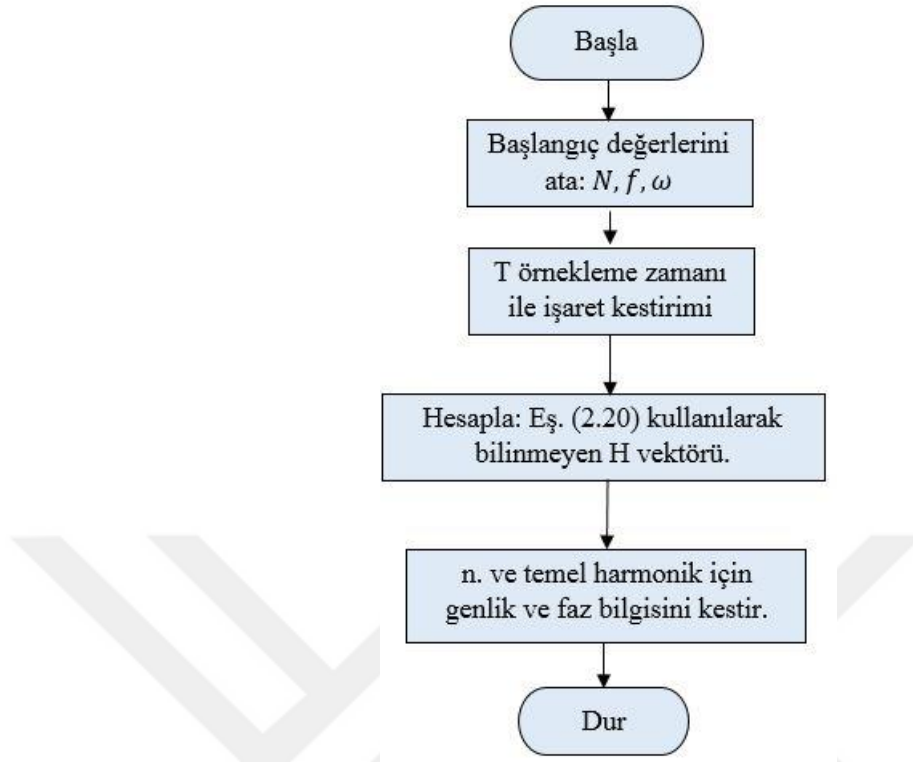 Başla
Başlangıç değerlerini
ata: N, f, ω
T örnekleme zamanı
ile işaret kestirimi
Hesapla: Eş. (2.20) kullanılarak
bilinmeyen H vektörü.
n. ve temel harmonik için
genlik ve faz bilgisini kestir.
Dur